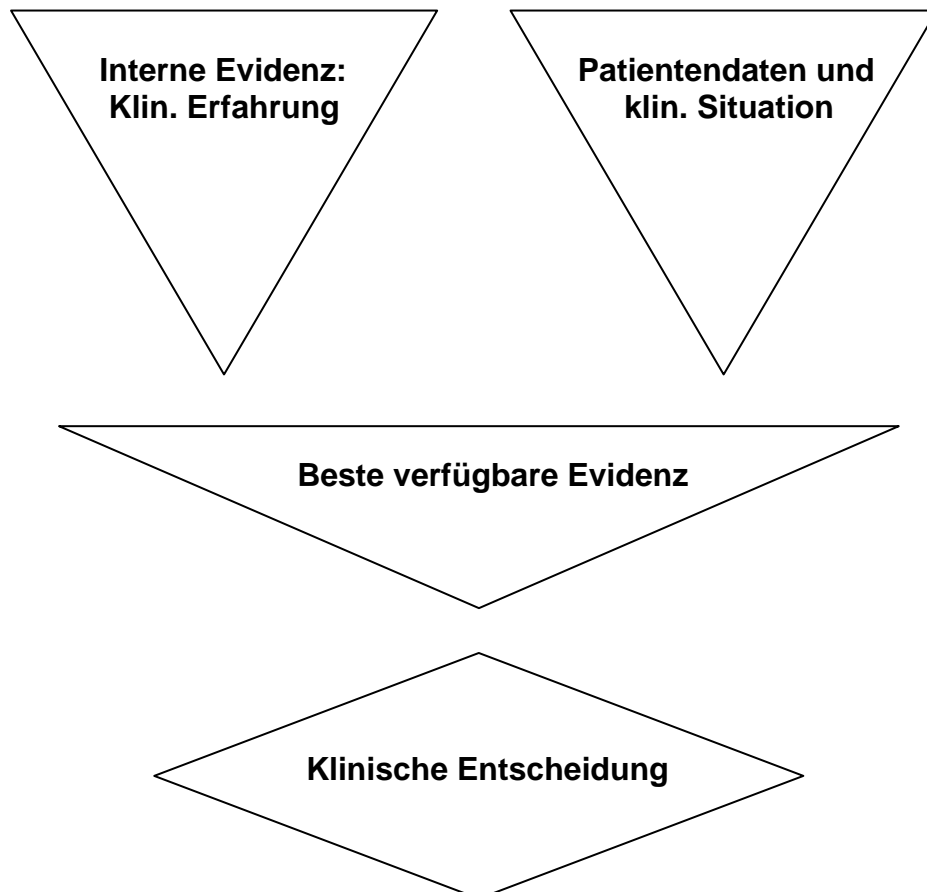 Interne Evidenz:
Klin. Erfahrung
Patientendaten und
klin. Situation
Beste verfügbare Evidenz
Klinische Entscheidung